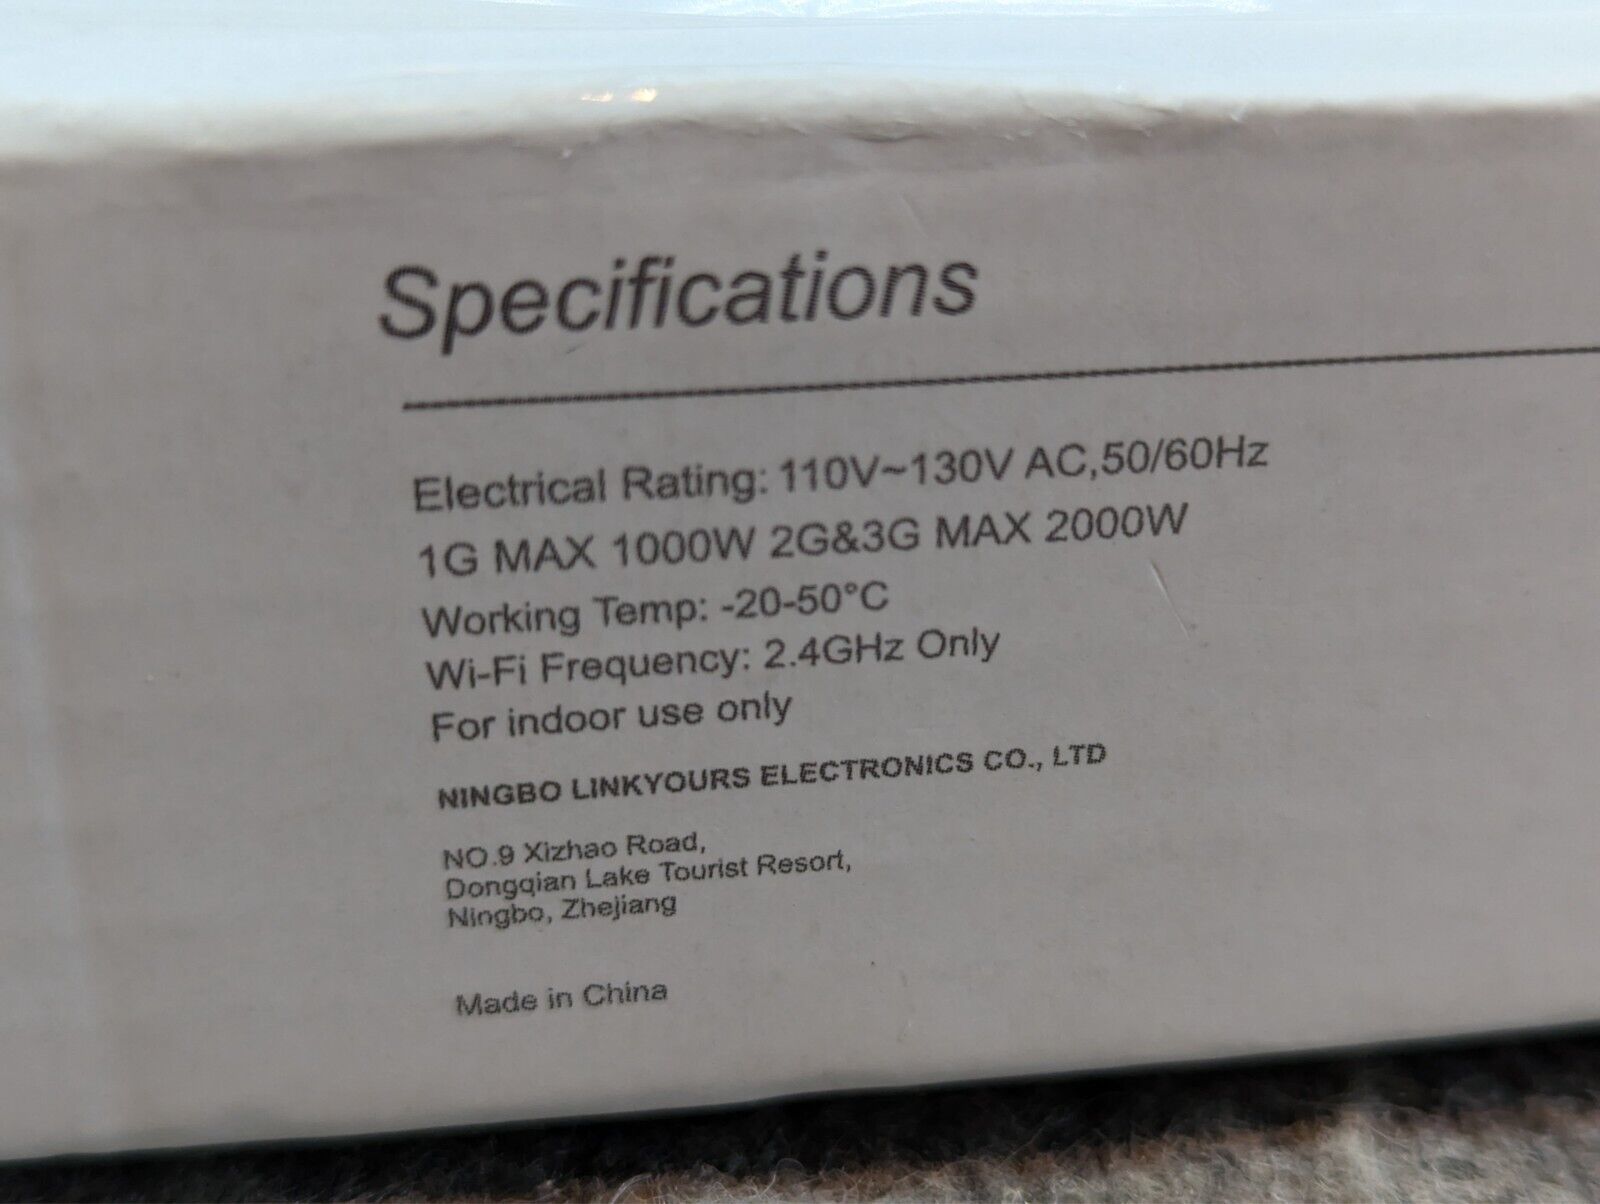 Specifications
Electrical Rating: 110V~130V AC,50/60Hz
1G MAX 1000W 2G&3G MAX 2000W
Working Temp: -20-50°C
Wi-Fi Frequency: 2.4GHz Only
For indoor use only
NINGBO LINKYOURS ELECTRONICS CO., LTD
NO.9 Xizhao Road,
Dongqian Lake Tourist Resort,
Ningbo, Zhejiang
Made in China